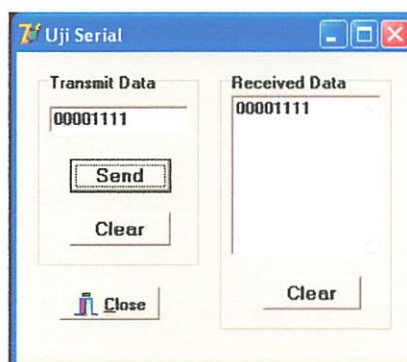 Uji Serial
Transmit Data
00001111
Send
Clear
Close
Received Data
00001111
Clear